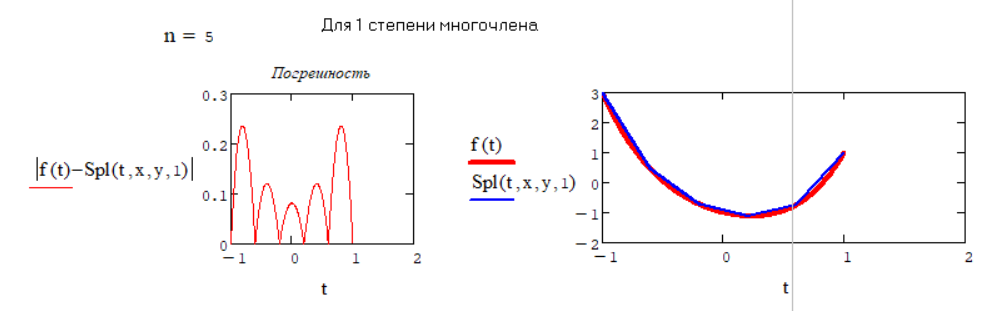 Для 1 степени многочлена
n = 5
Погрешность
0.3
0.2
0.1
0
−1
0
1
2
|f(t)−Spl(t,x,y,1)|
t
f(t)
Spl(t,x,y,1)
3
2
1
0
−1
−2
−1
0
1
2
t